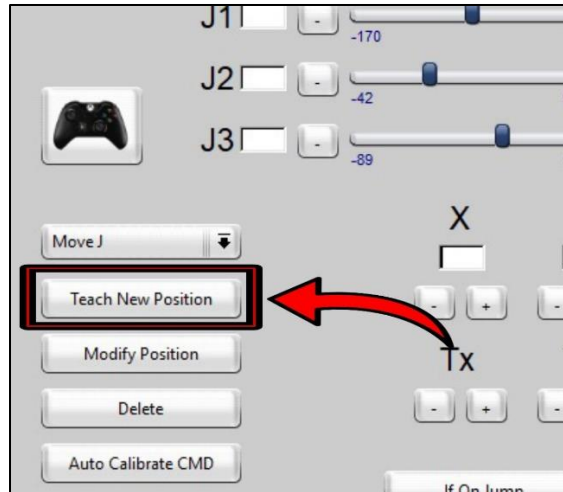 J1 -
-170
J2 -
-42
J3 -
-89
Move J
X
Teach New Position
- + -
Modify Position
Tx
Delete
- + -
Auto Calibrate CMD
If On Jump